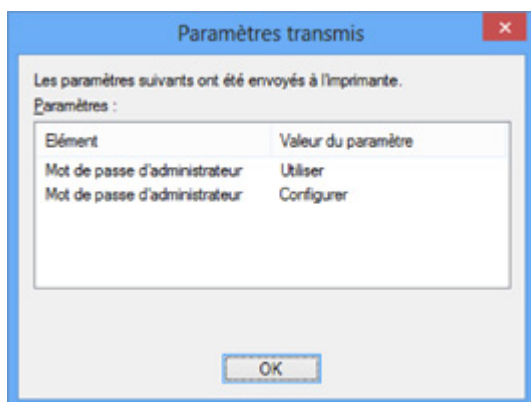 Paramètres transmis
Les paramètres suivants ont été envoyés à l'imprimante.
Paramètres :
Elément Valeur du paramètre
Mot de passe d'administrateur Utiliser
Mot de passe d'administrateur Configurer
OK